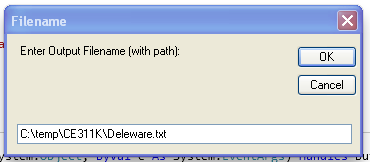 Filename
Enter Output Filename (with path):
OK
Cancel
C:\temp\CE311K\Deleware.txt